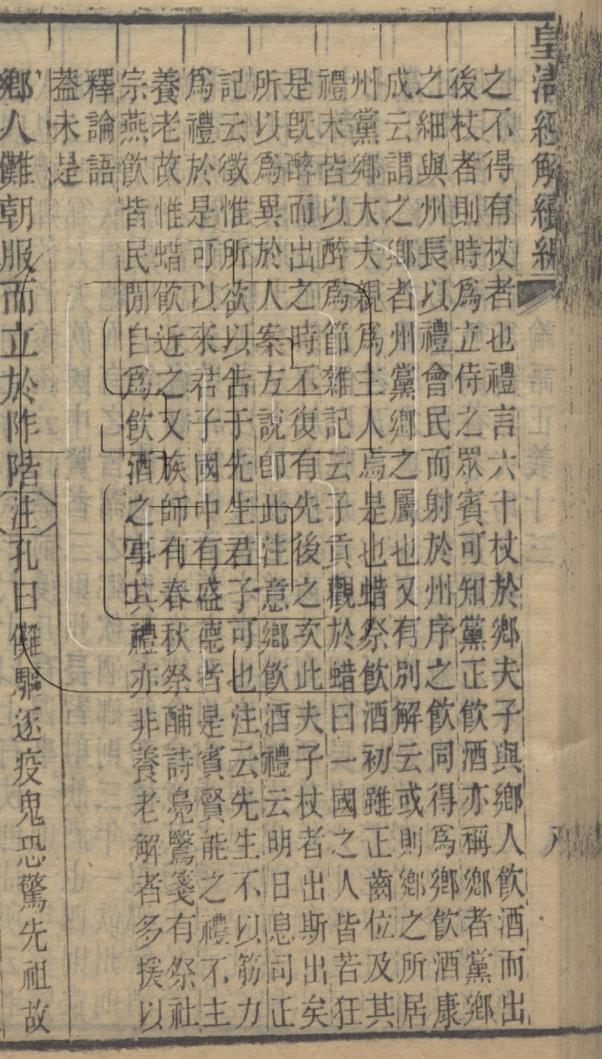 皇清經解續編
之不得有杖者也禮言六十杖於鄉夫子與鄉人飲酒而出
後杖者則時為立侍之眾賓可知黨正飲酒亦稱鄉者黨鄉
之細與州長以禮會民而射於州序之飲同得為鄉飲酒康
成云謂之鄉者州黨鄉之屬也又有別解云或則鄉之所居
州黨鄉大夫親為主人焉是也蜡祭飲酒初雖正齒位及其
禮末皆以醉為節雜記云子貢觀於蜡曰一國之人皆若狂
是旣醉而出之時不復有先後之次此夫子杖者出斯出矣
所以為異於人案方說卽此注意鄉飲酒禮云明日息司正
記云徵惟所欲以告于先生君子可也注云先生不以筋力
為禮於是可以來君子國中有盛德者是賓賢能之禮不主
養老故惟蜡飲近之又族師有春秋祭酺詩鳧鷖箋有祭社
宗燕飲皆民閒自為飲酒之事其禮亦非養老解者多援以
釋論語
葢未是
鄉人儺朝服而立於阼階注孔曰儺驅逐疫鬼恐驚先祖故